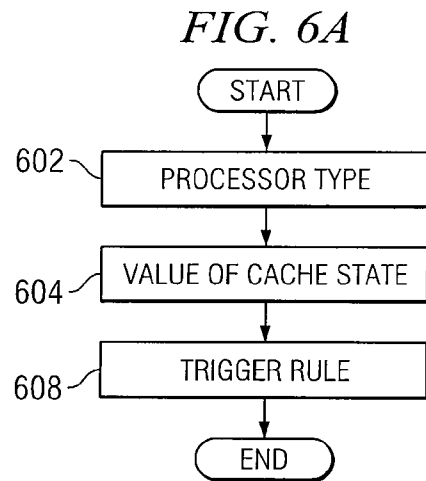 FIG. 6A
START
602
PROCESSOR TYPE
604
VALUE OF CACHE STATE
608
TRIGGER RULE
END